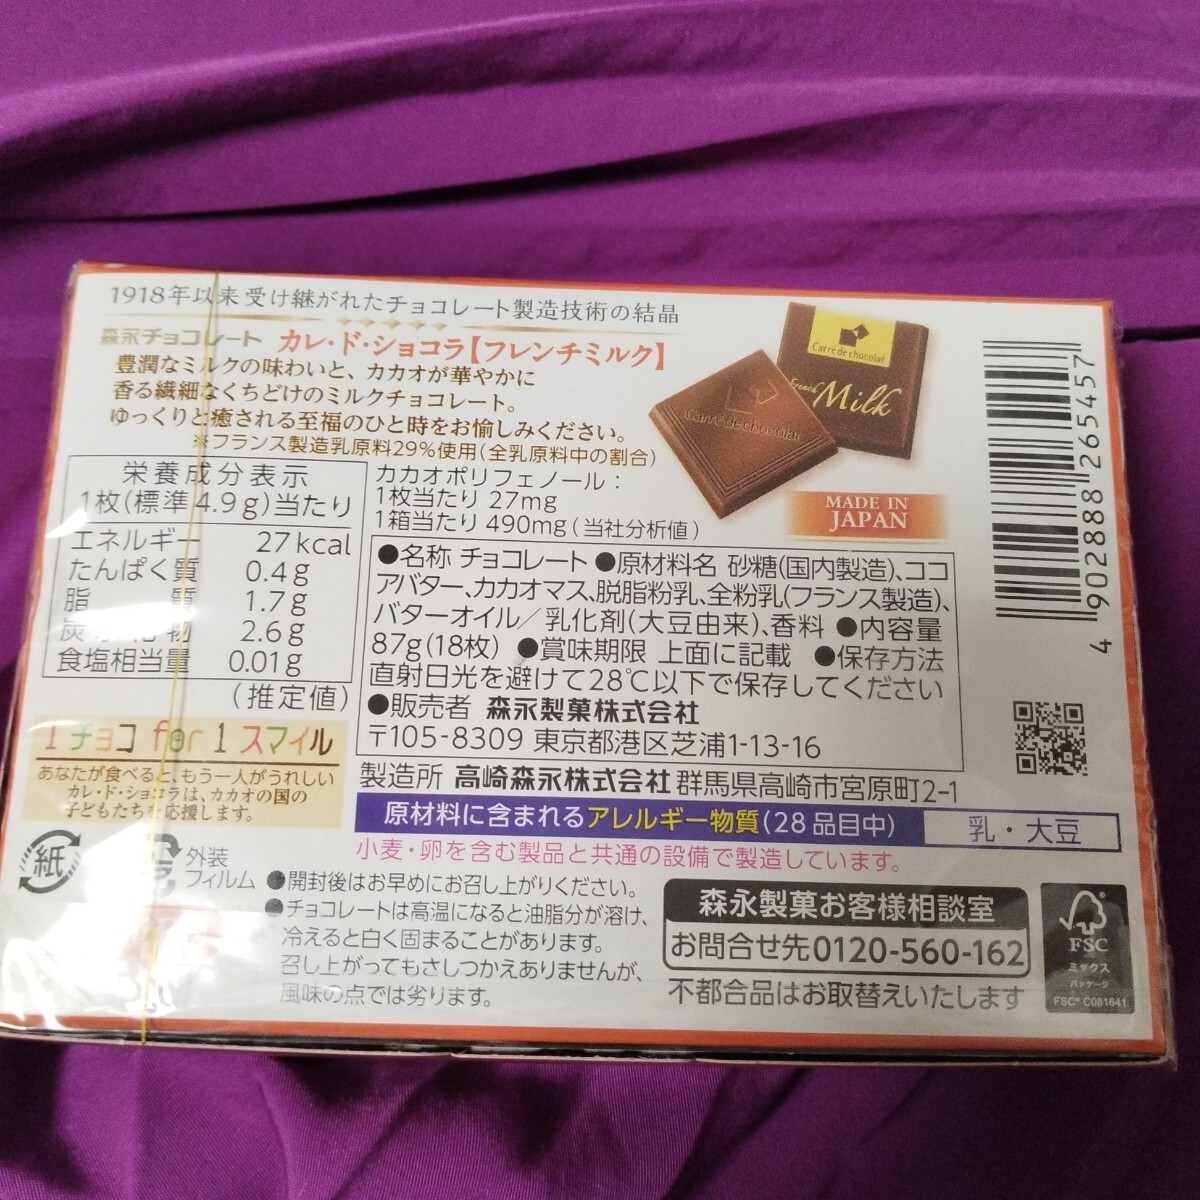 1918年以来 受け継がれたチョコレート製造技術の結晶
森永チョコレート カレ・ド・ショコラ【フレンチミルク】
豊潤なミルクの味わいと、カカオが華やかに
香る繊細なくちどけのミルクチョコレート。
ゆっくりと癒される至福のひと時をお愉しみください。
※フランス製造乳原料29%使用(全乳原料中の割合)
Carré de chocolat
French Milk
Carré de chocolat
MADE IN
JAPAN
栄養成分表示
1枚(標準4.9g)当たり
エネルギー 27kcal
たんぱく質 0.4g
脂質 1.7g
炭水化物 2.6g
食塩相当量 0.01g
(推定値)
カカオポリフェノール:
1枚当たり 27mg
1箱当たり 490mg(当社分析値)
●名称 チョコレート ●原材料名 砂糖(国内製造)、ココ
アバター、カカオマス、脱脂粉乳、全粉乳(フランス製造)、
バターオイル/乳化剤(大豆由来)、香料 ●内容量
87g(18枚) ●賞味期限 上面に記載 ●保存方法
直射日光を避けて28℃以下で保存してください
●販売者 森永製菓株式会社
〒105-8309 東京都港区芝浦1-13-16
製造所 高崎森永株式会社 群馬県高崎市宮原町2-1
原材料に含まれるアレルギー物質(28品目中) 乳・大豆
小麦・卵を含む製品と共通の設備で製造しています。
1チョコ for 1スマイル
あなたが食べると、もう一人がうれしい
カレ・ド・ショコラは、カカオの国の
子どもたちを応援します。
紙
プラ
外装
フィルム
●開封後はお早めにお召し上がりください。
●チョコレートは高温になると油脂分が溶け、
冷えると白く固まることがあります。
召し上がってもさしつかえありませんが、
風味の点では劣ります。
森永製菓お客様相談室
お問合せ先0120-560-162
不都合品はお取替えいたします
FSC
ミックス
パッケージ
FSC® C081641
4 902888 265457